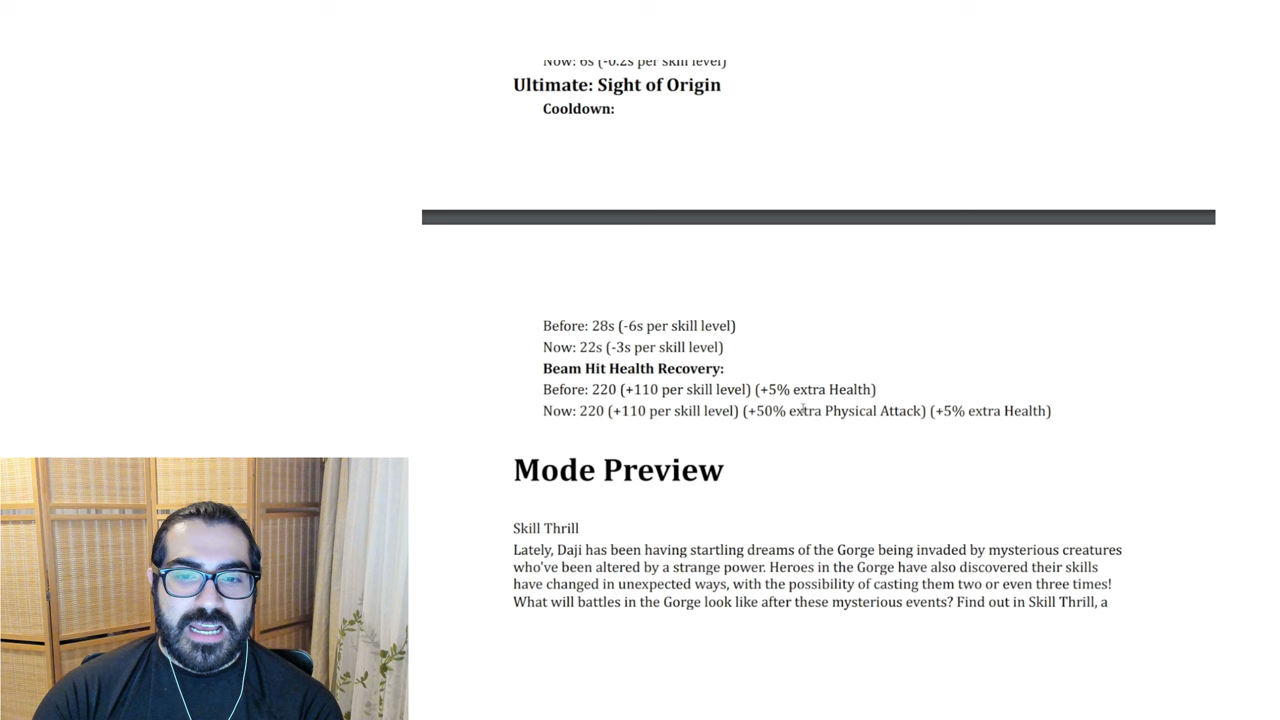 Now: 6s (-0.2s per skill level)
Ultimate: Sight of Origin
Cooldown:
Before: 28s (-6s per skill level)
Now: 22s (-3s per skill level)
Beam Hit Health Recovery:
Before: 220 (+110 per skill level) (+5% extra Health)
Now: 220 (+110 per skill level) (+50% extra Physical Attack) (+5% extra Health)
Mode Preview
Skill Thrill
Lately, Daji has been having startling dreams of the Gorge being invaded by mysterious creatures
who've been altered by a strange power. Heroes in the Gorge have also discovered their skills
have changed in unexpected ways, with the possibility of casting them two or even three times!
What will battles in the Gorge look like after these mysterious events? Find out in Skill Thrill, a